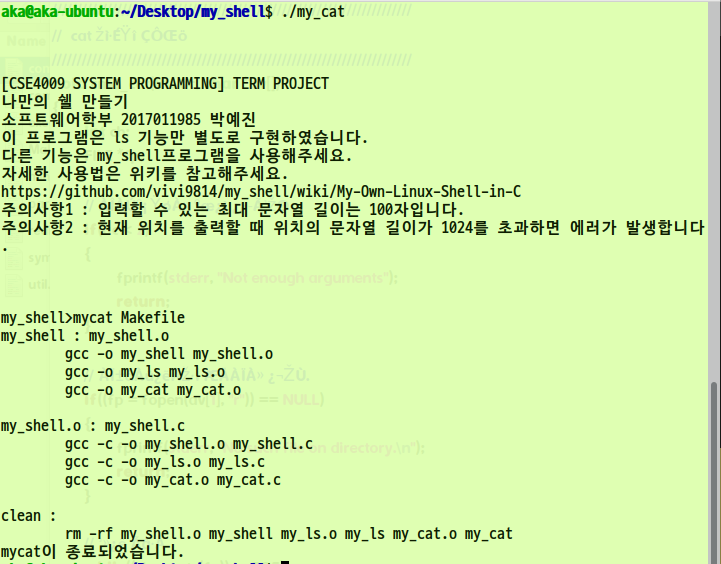 aka@aka-ubuntu:~/Desktop/my_shell$ ./my_cat
[CSE4009 SYSTEM PROGRAMMING] TERM PROJECT
나만의 쉘 만들기
소프트웨어학부 2017011985 박예진
이 프로그램은 ls 기능만 별도로 구현하였습니다.
다른 기능은 my_shell프로그램을 사용해주세요.
자세한 사용법은 위키를 참고해주세요.
https://github.com/vivi9814/my_shell/wiki/My-Own-Linux-Shell-in-C
주의사항1 : 입력할 수 있는 최대 문자열 길이는 100자입니다.
주의사항2 : 현재 위치를 출력할 때 위치의 문자열 길이가 1024를 초과하면 에러가 발생합니다
.
{
fprintf(stderr, "Not enough arguments");
return;
my_shell>mycat Makefile
my_shell : my_shell.o
gcc -o my_shell my_shell.o
gcc -o my_ls my_ls.o
gcc -o my_cat my_cat.o
my_shell.o : my_shell.c
gcc -c -o my_shell.o my_shell.c
gcc -c -o my_ls.o my_ls.c
gcc -c -o my_cat.o my_cat.c
}
clean :
rm -rf my_shell.o my_shell my_ls.o my_ls my_cat.o my_cat
mycat이 종료되었습니다.